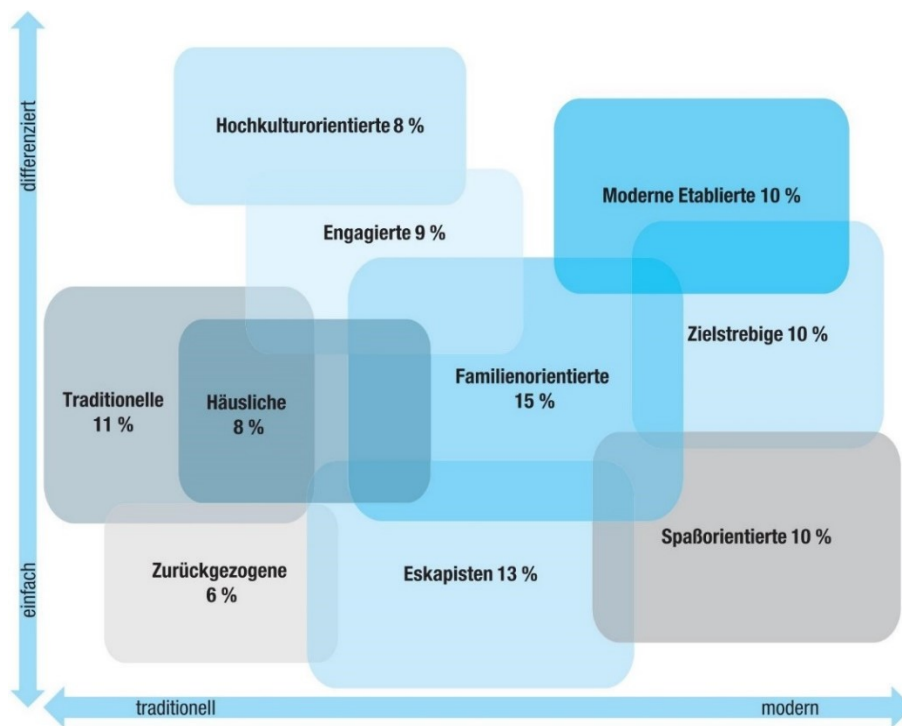 differenziert
Hochkulturorientierte 8 %
Moderne Etablierte 10 %
Engagierte 9 %
Zielstrebige 10 %
Familienorientierte
15 %
Traditionelle
11 %
Häusliche
8 %
Spaßorientierte 10 %
Zurückgezogene
6 %
Eskapisten 13 %
einfach
traditionell
modern